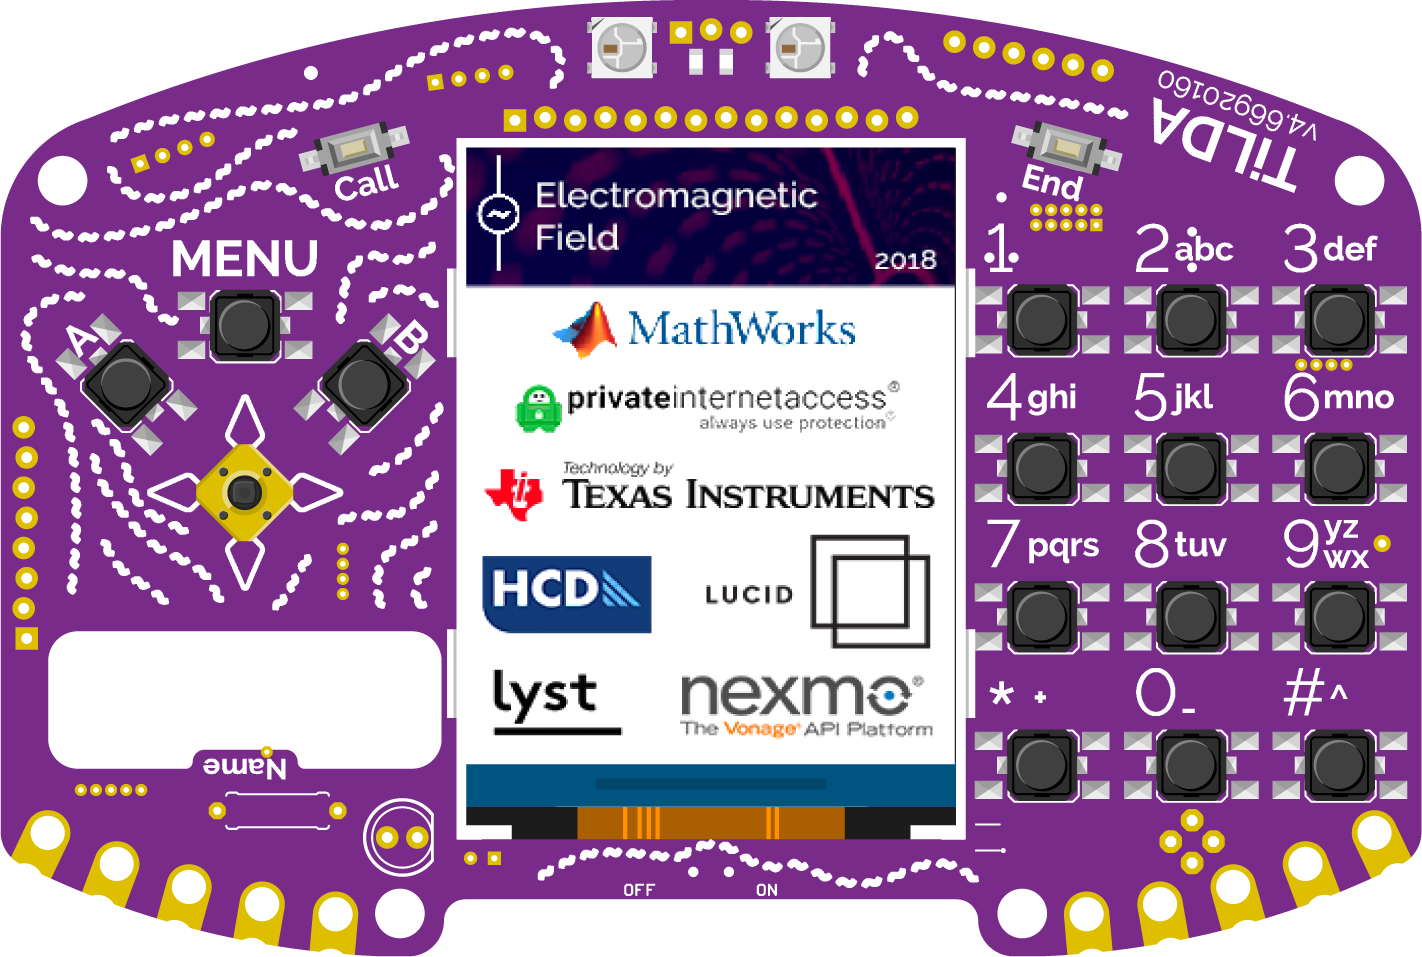 v4.66920160
TiLDA
Call
End
MENU
A
B
Electromagnetic
Field
2018
MathWorks
privateinternetaccess®
always use protection
Technology by
TEXAS INSTRUMENTS
HCD
LUCID
lyst
nexmo®
The Vonage® API Platform
1
2abc
3def
4ghi
5jkl
6mno
7pqrs
8tuv
9yz
wx
* +
0_
#^
Name
OFF
ON